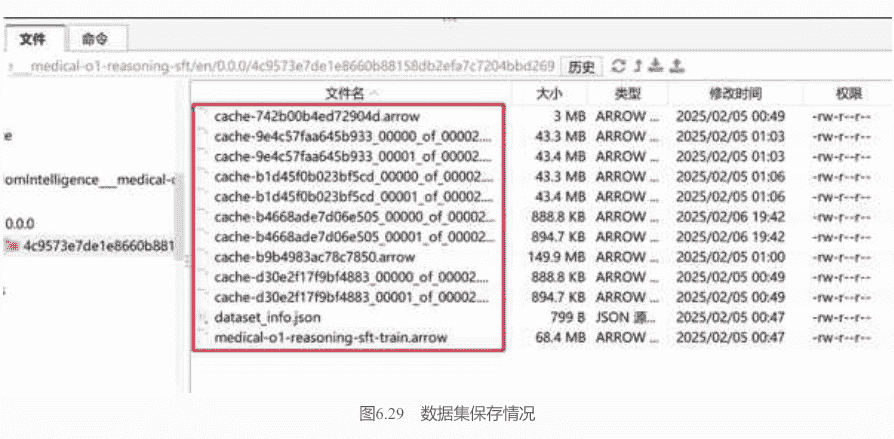 文件 命令
__medical-o1-reasoning-sft/en/0.0.0/4c9573e7de1e8660b88158db2efa7c7204bbd269 历史
文件名 大小 类型 修改时间 权限
cache-742b00b4ed72904d.arrow 3 MB ARROW ... 2025/02/05 00:49 -rw-r--r--
cache-9e4c57faa645b933_00000_of_00002.... 43.3 MB ARROW ... 2025/02/05 01:03 -rw-r--r--
cache-9e4c57faa645b933_00001_of_00002.... 43.4 MB ARROW ... 2025/02/05 01:03 -rw-r--r--
omIntelligence___medical-o cache-b1d45f0b023bf5cd_00000_of_00002.... 43.3 MB ARROW ... 2025/02/05 01:06 -rw-r--r--
cache-b1d45f0b023bf5cd_00001_of_00002.... 43.4 MB ARROW ... 2025/02/05 01:06 -rw-r--r--
0.0.0 cache-b4668ade7d06e505_00000_of_00002.... 888.8 KB ARROW ... 2025/02/06 19:42 -rw-r--r--
4c9573e7de1e8660b881 cache-b4668ade7d06e505_00001_of_00002.... 894.7 KB ARROW ... 2025/02/06 19:42 -rw-r--r--
cache-b9b4983ac78c7850.arrow 149.9 MB ARROW ... 2025/02/05 01:00 -rw-r--r--
cache-d30e2f17f9bf4883_00000_of_00002.... 888.8 KB ARROW ... 2025/02/05 00:49 -rw-r--r--
cache-d30e2f17f9bf4883_00001_of_00002.... 894.7 KB ARROW ... 2025/02/05 00:49 -rw-r--r--
dataset_info.json 799 B JSON 源... 2025/02/05 00:47 -rw-r--r--
medical-o1-reasoning-sft-train.arrow 68.4 MB ARROW ... 2025/02/05 00:47 -rw-r--r--
图6.29 数据集保存情况